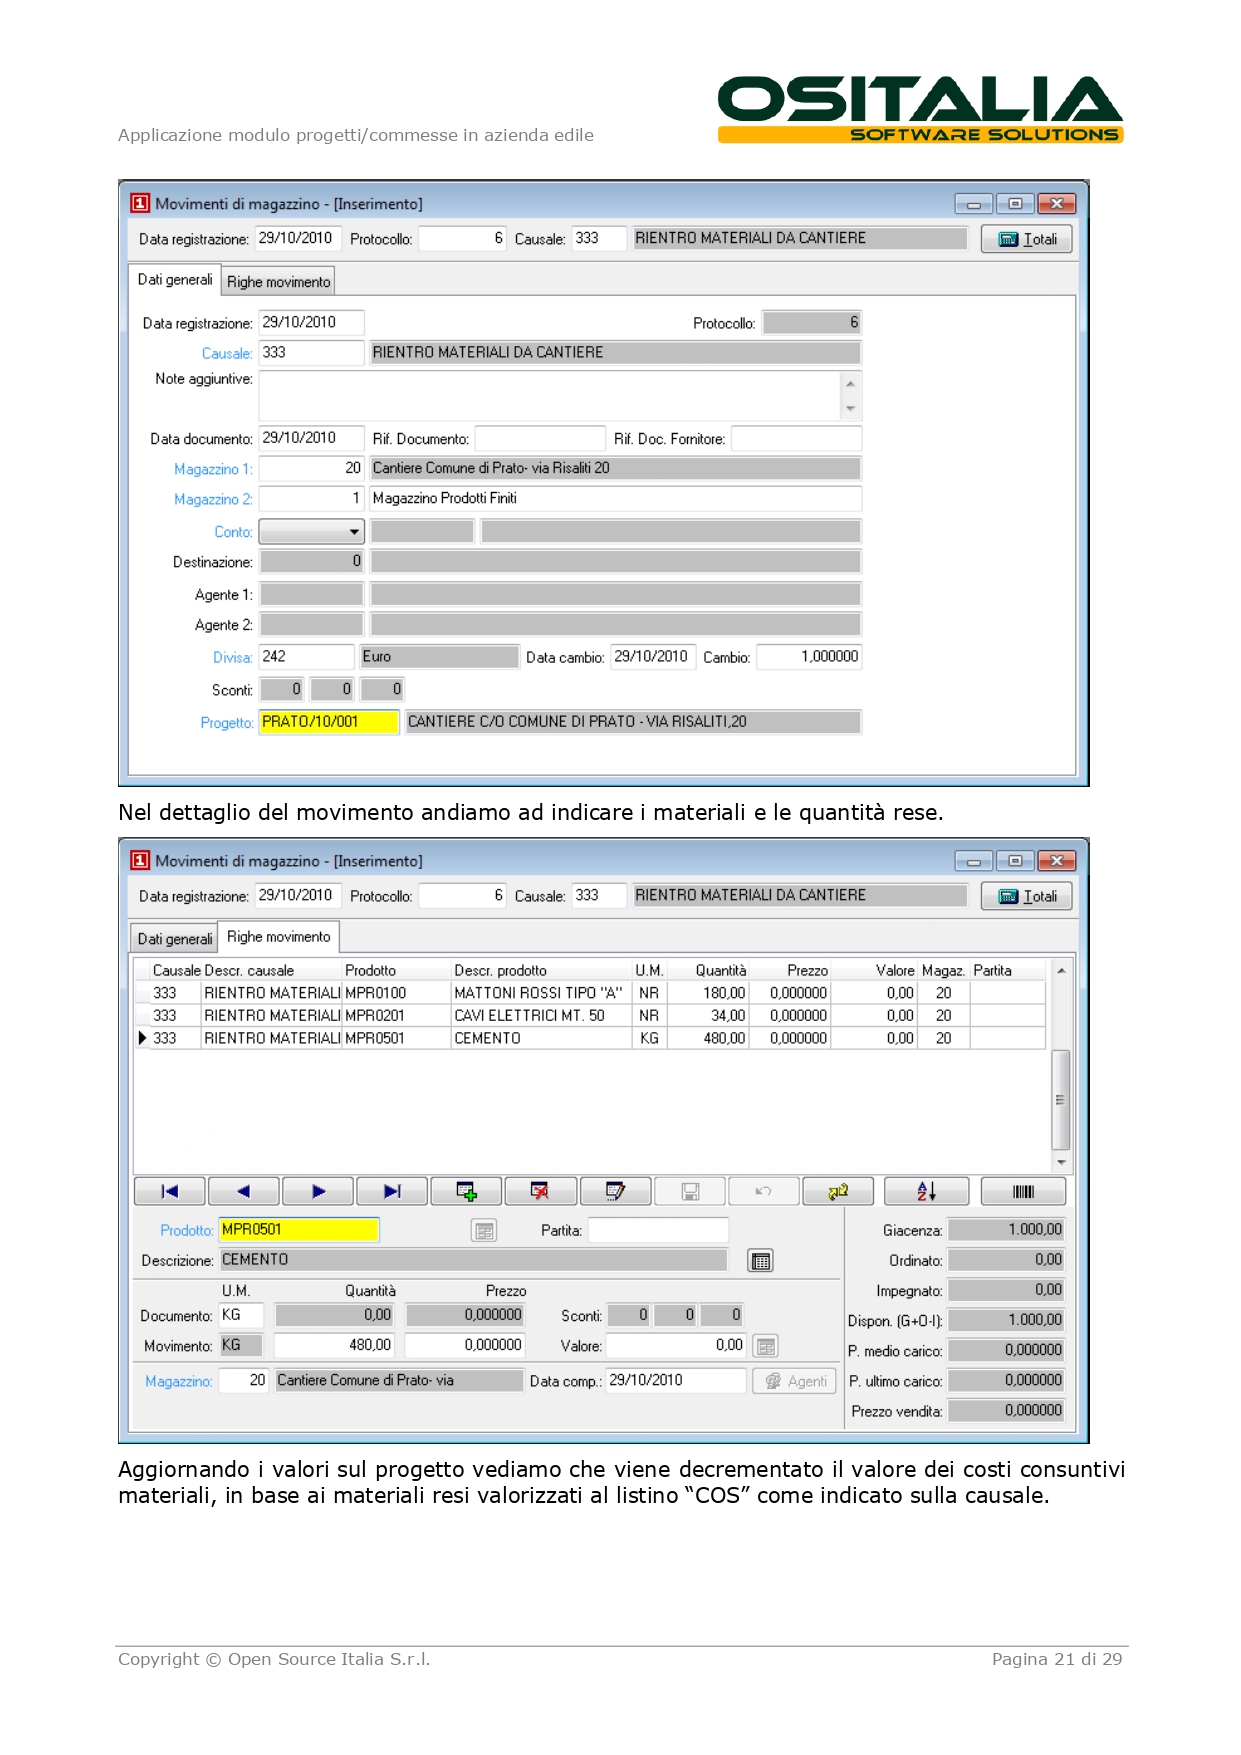 OSITALIA
SOFTWARE SOLUTIONS
Applicazione modulo progetti/commesse in azienda edile
1 Movimenti di magazzino - [Inserimento]
Data registrazione: 29/10/2010 Protocollo: 6 Causale: 333 RIENTRO MATERIALI DA CANTIERE Totali
Dati generali Righe movimento
Data registrazione: 29/10/2010 Protocollo: 6
Causale: 333 RIENTRO MATERIALI DA CANTIERE
Note aggiuntive:
Data documento: 29/10/2010 Rif. Documento: Rif. Doc. Fornitore:
Magazzino 1: 20 Cantiere Comune di Prato- via Risaliti 20
Magazzino 2: 1 Magazzino Prodotti Finiti
Conto:
Destinazione: 0
Agente 1:
Agente 2:
Divisa: 242 Euro Data cambio: 29/10/2010 Cambio: 1,000000
Sconti: 0 0 0
Progetto: PRATO/10/001 CANTIERE C/O COMUNE DI PRATO - VIA RISALITI,20
Nel dettaglio del movimento andiamo ad indicare i materiali e le quantità rese.
1 Movimenti di magazzino - [Inserimento]
Data registrazione: 29/10/2010 Protocollo: 6 Causale: 333 RIENTRO MATERIALI DA CANTIERE Totali
Dati generali Righe movimento
Causale Descr. causale Prodotto Descr. prodotto U.M. Quantità Prezzo Valore Magaz. Partita
333 RIENTRO MATERIALI MPR0100 MATTONI ROSSI TIPO "A" NR 180,00 0,000000 0,00 20
333 RIENTRO MATERIALI MPR0201 CAVI ELETTRICI MT. 50 NR 34,00 0,000000 0,00 20
333 RIENTRO MATERIALI MPR0501 CEMENTO KG 480,00 0,000000 0,00 20
Prodotto: MPR0501 Partita: Giacenza: 1.000,00
Descrizione: CEMENTO Ordinato: 0,00
U.M. Quantità Prezzo Impegnato: 0,00
Documento: KG 0,00 0,000000 Sconti: 0 0 0 Dispon. (G+O-I): 1.000,00
Movimento: KG 480,00 0,000000 Valore: 0,00 P. medio carico: 0,000000
Magazzino: 20 Cantiere Comune di Prato- via Data comp.: 29/10/2010 Agenti P. ultimo carico: 0,000000
Prezzo vendita: 0,000000
Aggiornando i valori sul progetto vediamo che viene decrementato il valore dei costi consuntivi
materiali, in base ai materiali resi valorizzati al listino “COS” come indicato sulla causale.
Copyright © Open Source Italia S.r.l. Pagina 21 di 29